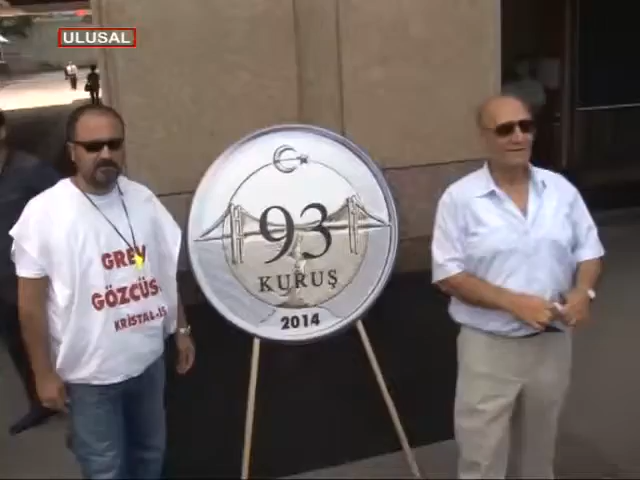 ULUSAL
93
KURUŞ
2014
GREV
GÖZCÜSÜ
KRİSTAL-İŞ